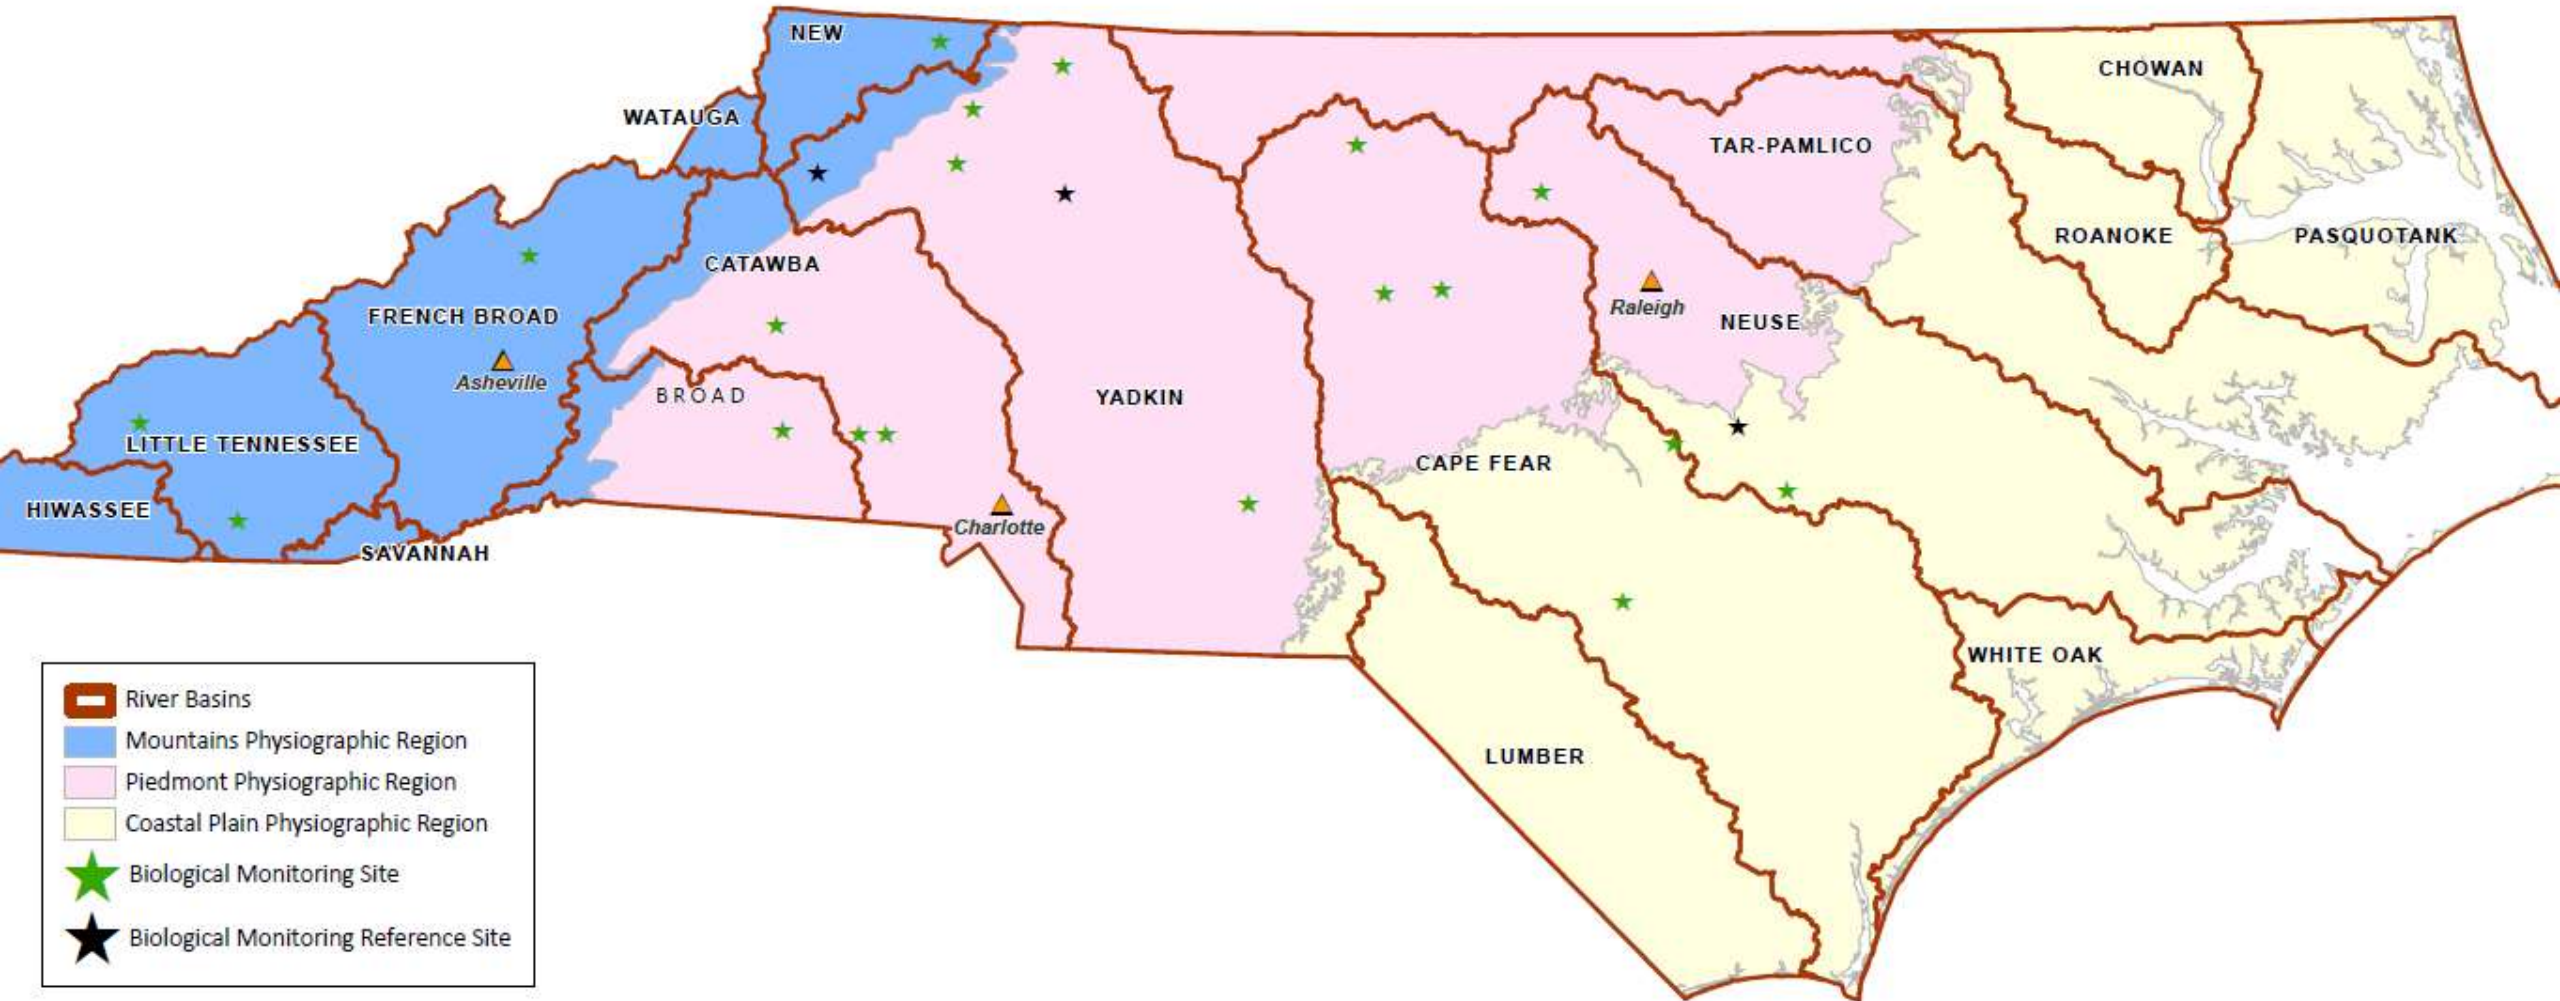 NEW
CHOWAN
WATAUGA
TAR-PAMLICO
ROANOKE
PASQUOTANK
CATAWBA
FRENCH BROAD
Raleigh
NEUSE
Asheville
BROAD
YADKIN
LITTLE TENNESSEE
CAPE FEAR
HIWASSEE
Charlotte
SAVANNAH
WHITE OAK
LUMBER
River Basins
Mountains Physiographic Region
Piedmont Physiographic Region
Coastal Plain Physiographic Region
Biological Monitoring Site
Biological Monitoring Reference Site